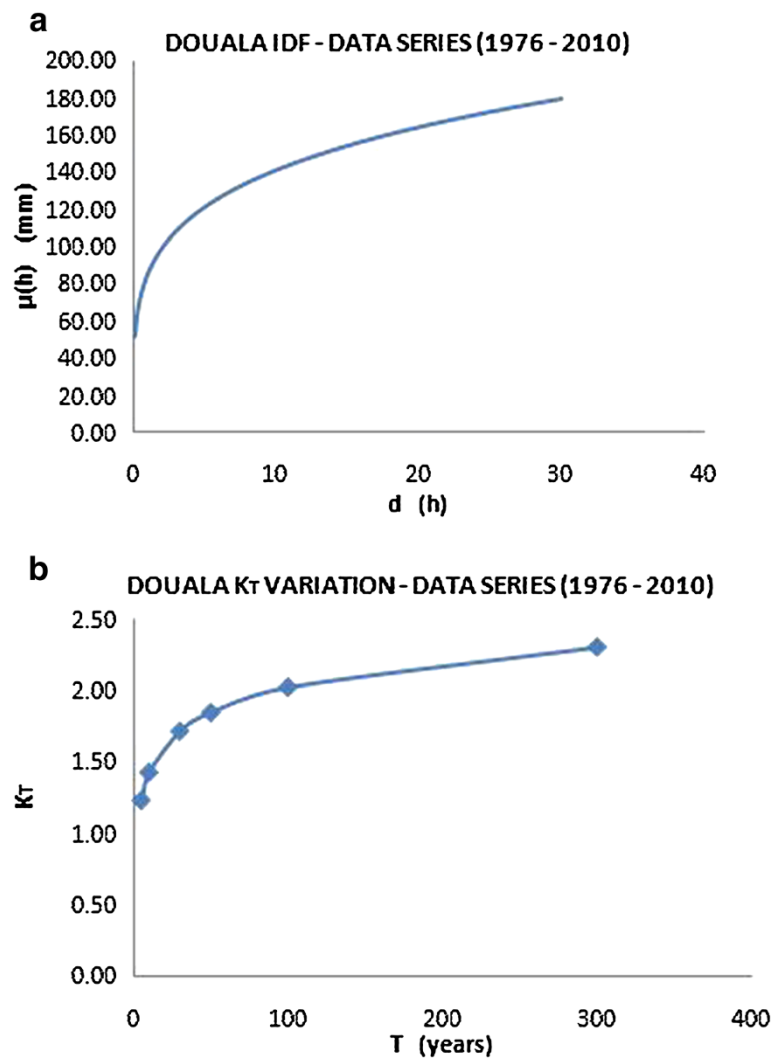 a
DOUALA IDF - DATA SERIES (1976 - 2010)
200.00
180.00
160.00
140.00
120.00
100.00
80.00
60.00
40.00
20.00
0.00
μ(h) (mm)
0 10 20 30 40
d (h)
b
DOUALA KT VARIATION - DATA SERIES (1976 - 2010)
2.50
2.00
1.50
1.00
0.50
0.00
KT
0 100 200 300 400
T (years)